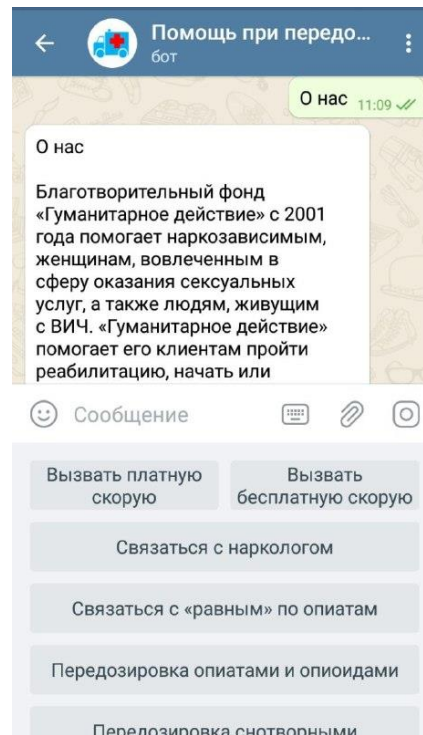 Помощь при передо...
бот
О нас 11:09
О нас
Благотворительный фонд
«Гуманитарное действие» с 2001
года помогает наркозависимым,
женщинам, вовлеченным в
сферу оказания сексуальных
услуг, а также людям, живущим
с ВИЧ. «Гуманитарное действие»
помогает его клиентам пройти
реабилитацию, начать или
Сообщение
Вызвать платную
скорую
Вызвать
бесплатную скорую
Связаться с наркологом
Связаться с «равным» по опиатам
Передозировка опиатами и опиоидами
Передозировка снотворными